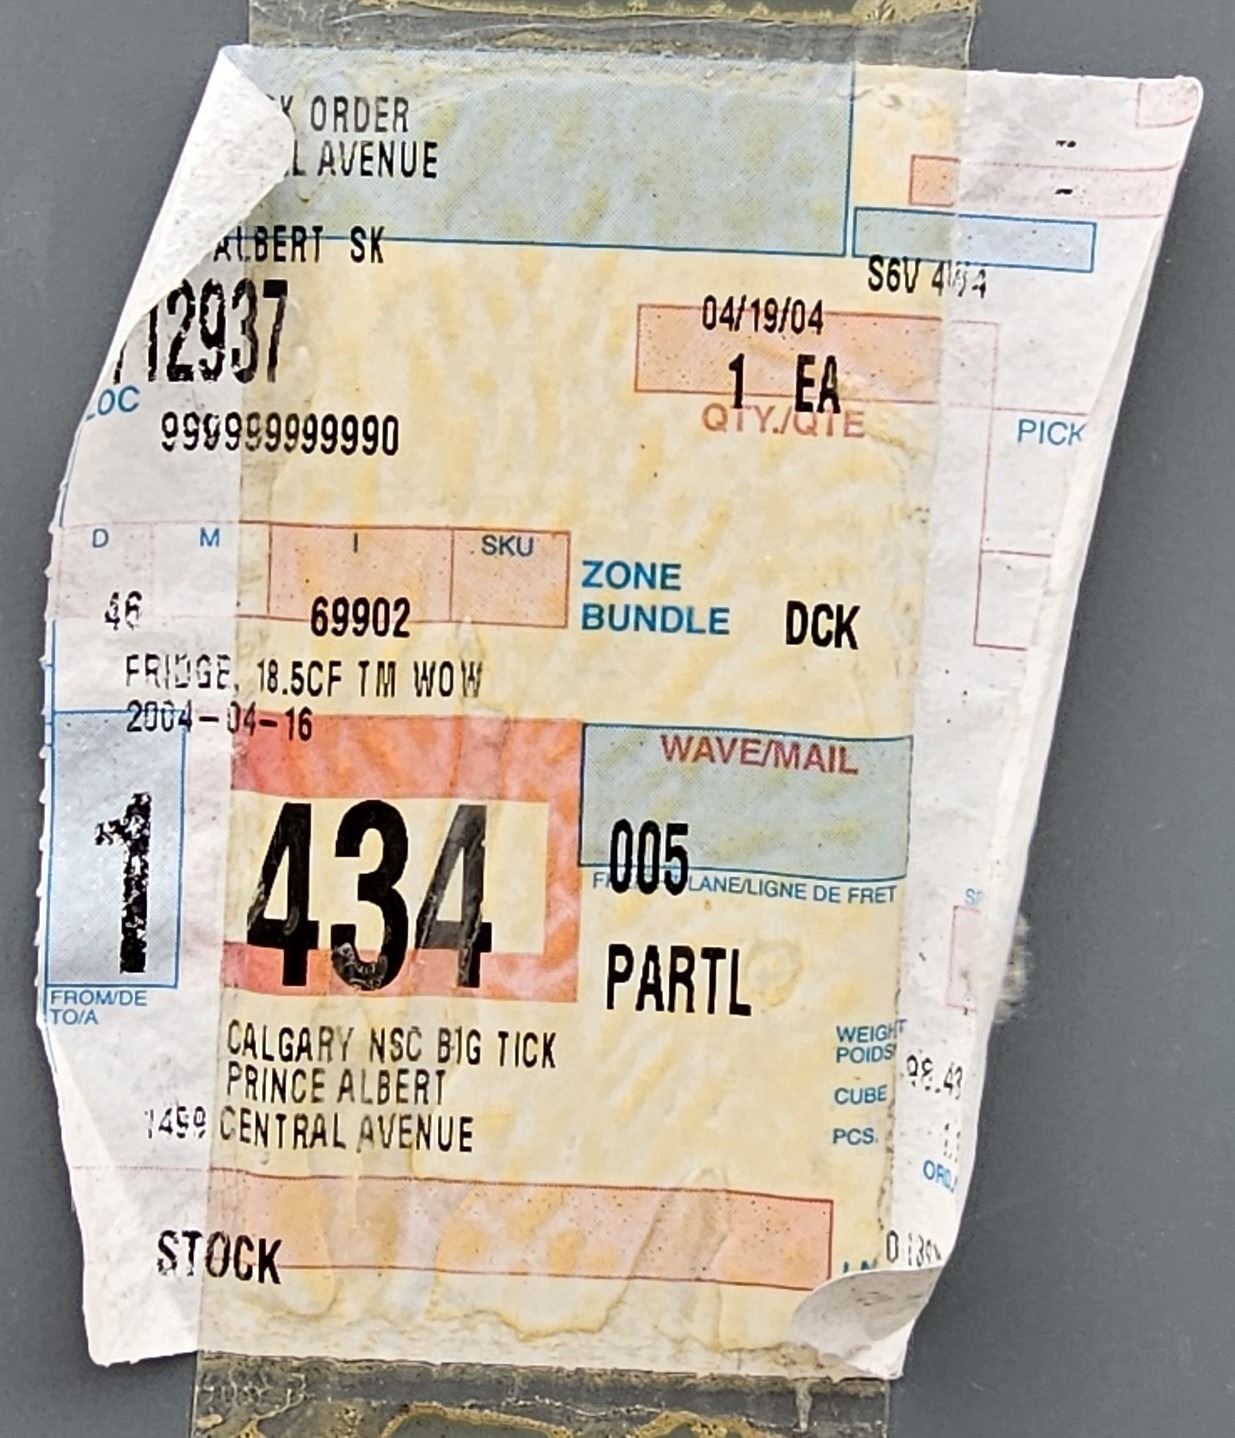 ORDER
AVENUE
ALBERT SK
S6V
12937
04/19/04
1 EA
QTY./QTE
LOC
PICK
999999999990
D M I SKU
ZONE
BUNDLE DCK
46 69902
FRIDGE, 18.5CF TM WOW
2004-04-16
WAVE/MAIL
1 434 005
LANE/LIGNE DE FRET
PARTL
FROM/DE
TO/A
CALGARY NSC BIG TICK
PRINCE ALBERT
1499 CENTRAL AVENUE
WEIGHT
POIDS
98.43
CUBE
PCS.
STOCK